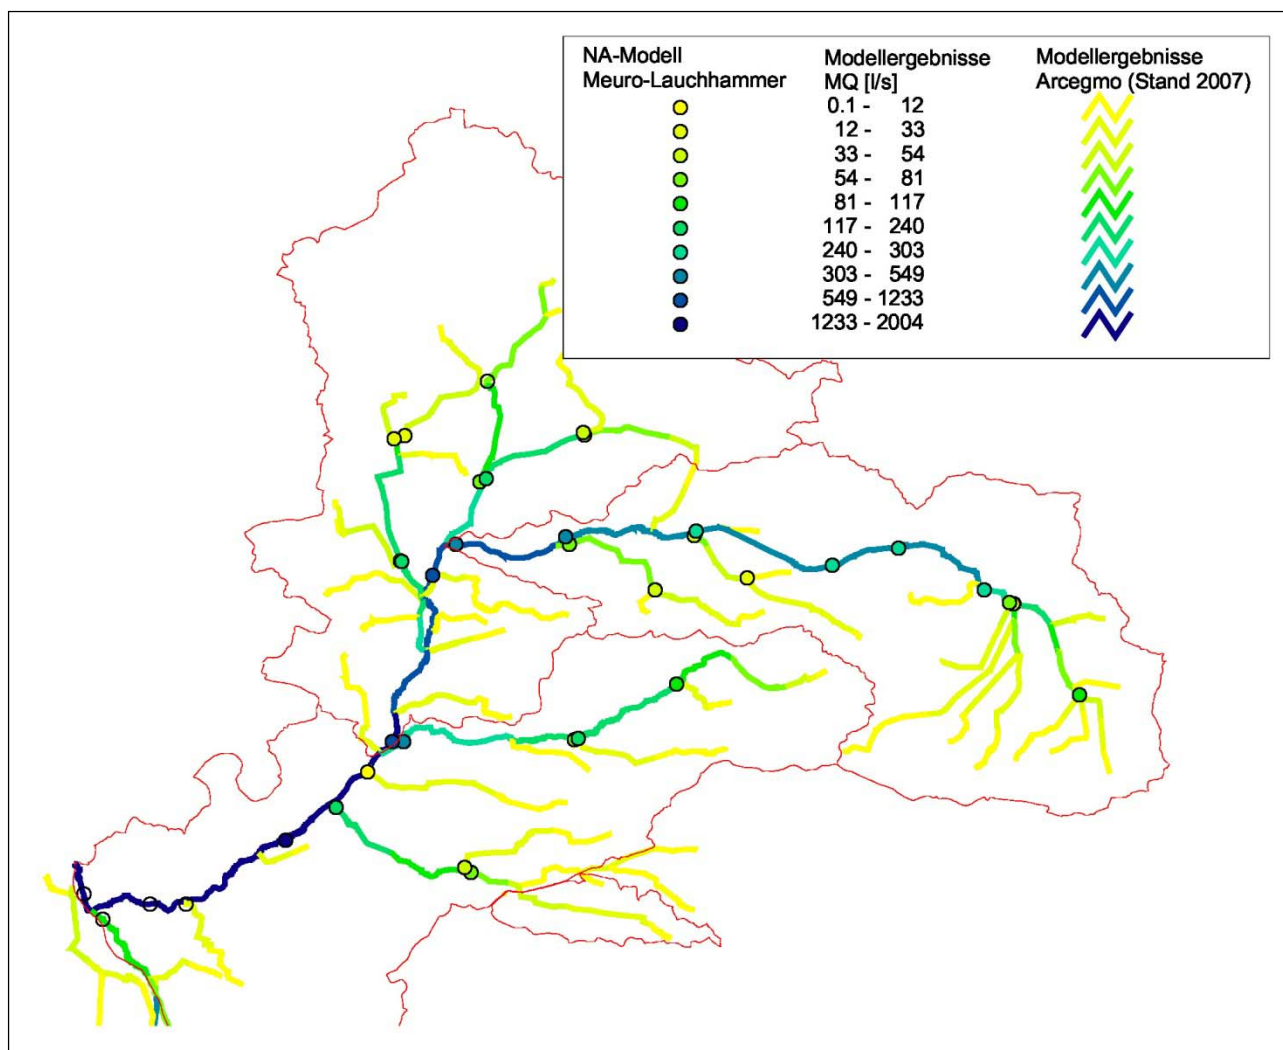 NA-Modell Modellergebnisse Modellergebnisse
Meuro-Lauchhammer MQ [l/s] Arcegmo (Stand 2007)
0.1 - 12
12 - 33
33 - 54
54 - 81
81 - 117
117 - 240
240 - 303
303 - 549
549 - 1233
1233 - 2004